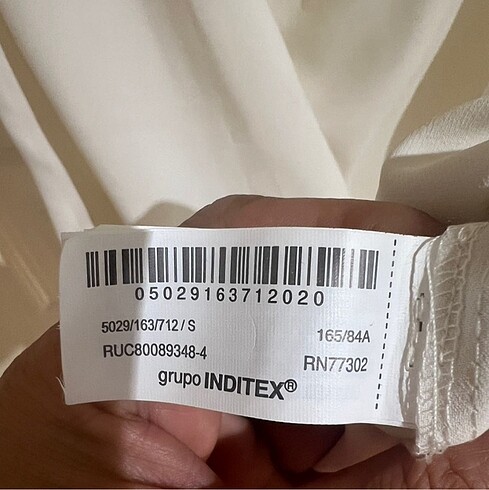 05029163712020
5029/163/712 / S
165/84A
RUC80089348-4
RN77302
grupo INDITEX®